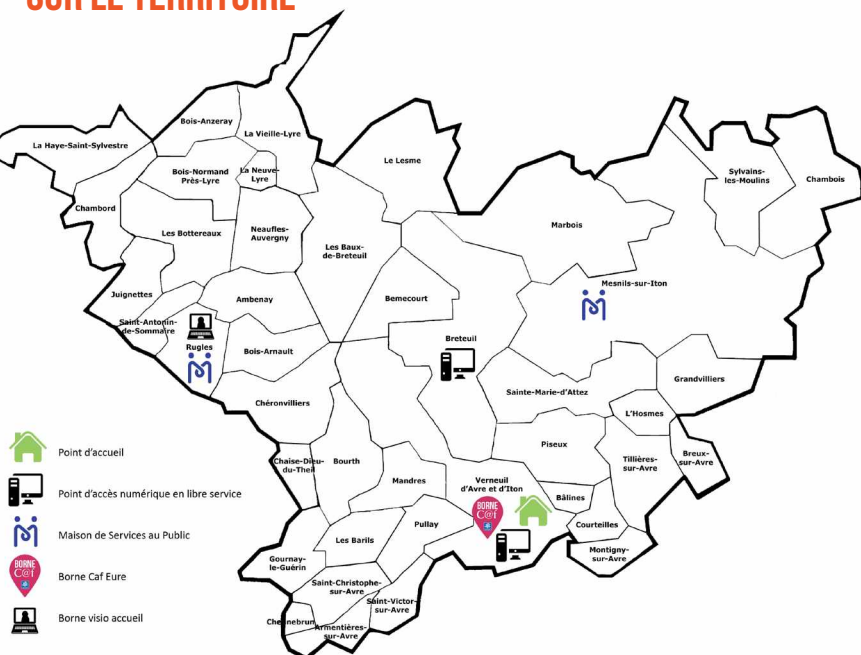 SUR LE TERRITOIRE
Bois-Anzeray
La Vieille-Lyre
La Haye-Saint-Sylvestre
Le Lesme
Bois-Normand
Près-Lyre
La Neuve-
Lyre
Sylvains-
les-Moulins
Chambois
Chambord
Les Bottereaux
Neaufles-
Auvergny
Marbois
Les Baux-
de-Breteuil
Mesnils-sur-Iton
Juignettes
Ambenay
Bemecourt
Saint-Antonin-
de-Sommaire
Rugles
Bois-Arnault
Breteuil
Grandvilliers
Sainte-Marie-d'Attez
Chéronvilliers
L'Hosmes
Piseux
Chaise-Dieu-
du-Theil
Bourth
Tillières-
sur-Avre
Breux-
sur-Avre
Mandres
Verneuil
d'Avre et d'Iton
Bâlines
BORNE
C@f
Pullay
Courteilles
Les Barils
Montigny-
sur-Avre
Gournay-
le-Guérin
Saint-Christophe-
sur-Avre
Saint-Victor-
sur-Avre
Chennebrun
Armentières-
sur-Avre
Point d'accueil
Point d'accès numérique en libre service
Maison de Services au Public
BORNE
C@f
Borne Caf Eure
Borne visio accueil